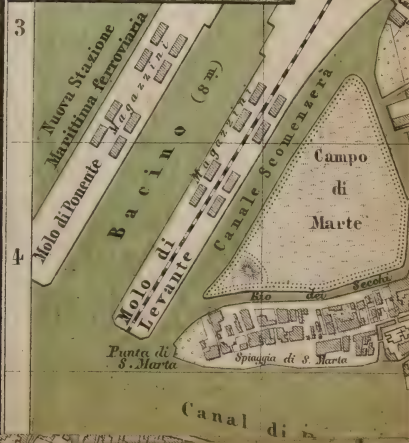 3
Nuova Stazione
Marittima ferroviaria
Magazzini
Molo di Ponente
Bacino (8 m)
Magazzini
Canale Scomenzera
Campo
di
Marte
4
Molo di
Levante
Rio dei Secchi
Punta di
S. Marta
Spiaggia di S. Marta
Canal di